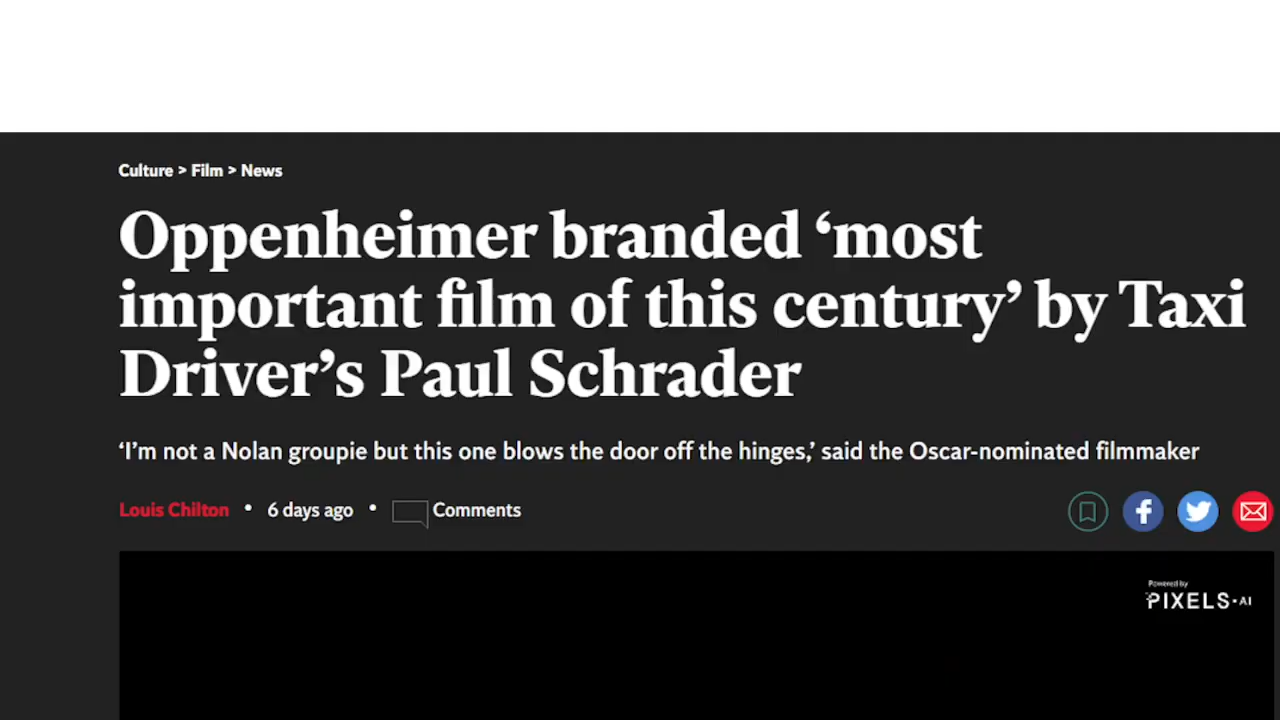 Culture > Film > News
Oppenheimer branded ‘most
important film of this century’ by Taxi
Driver’s Paul Schrader
‘I’m not a Nolan groupie but this one blows the door off the hinges,’ said the Oscar-nominated filmmaker
Louis Chilton • 6 days ago • Comments
Powered by
PIXELS·AI